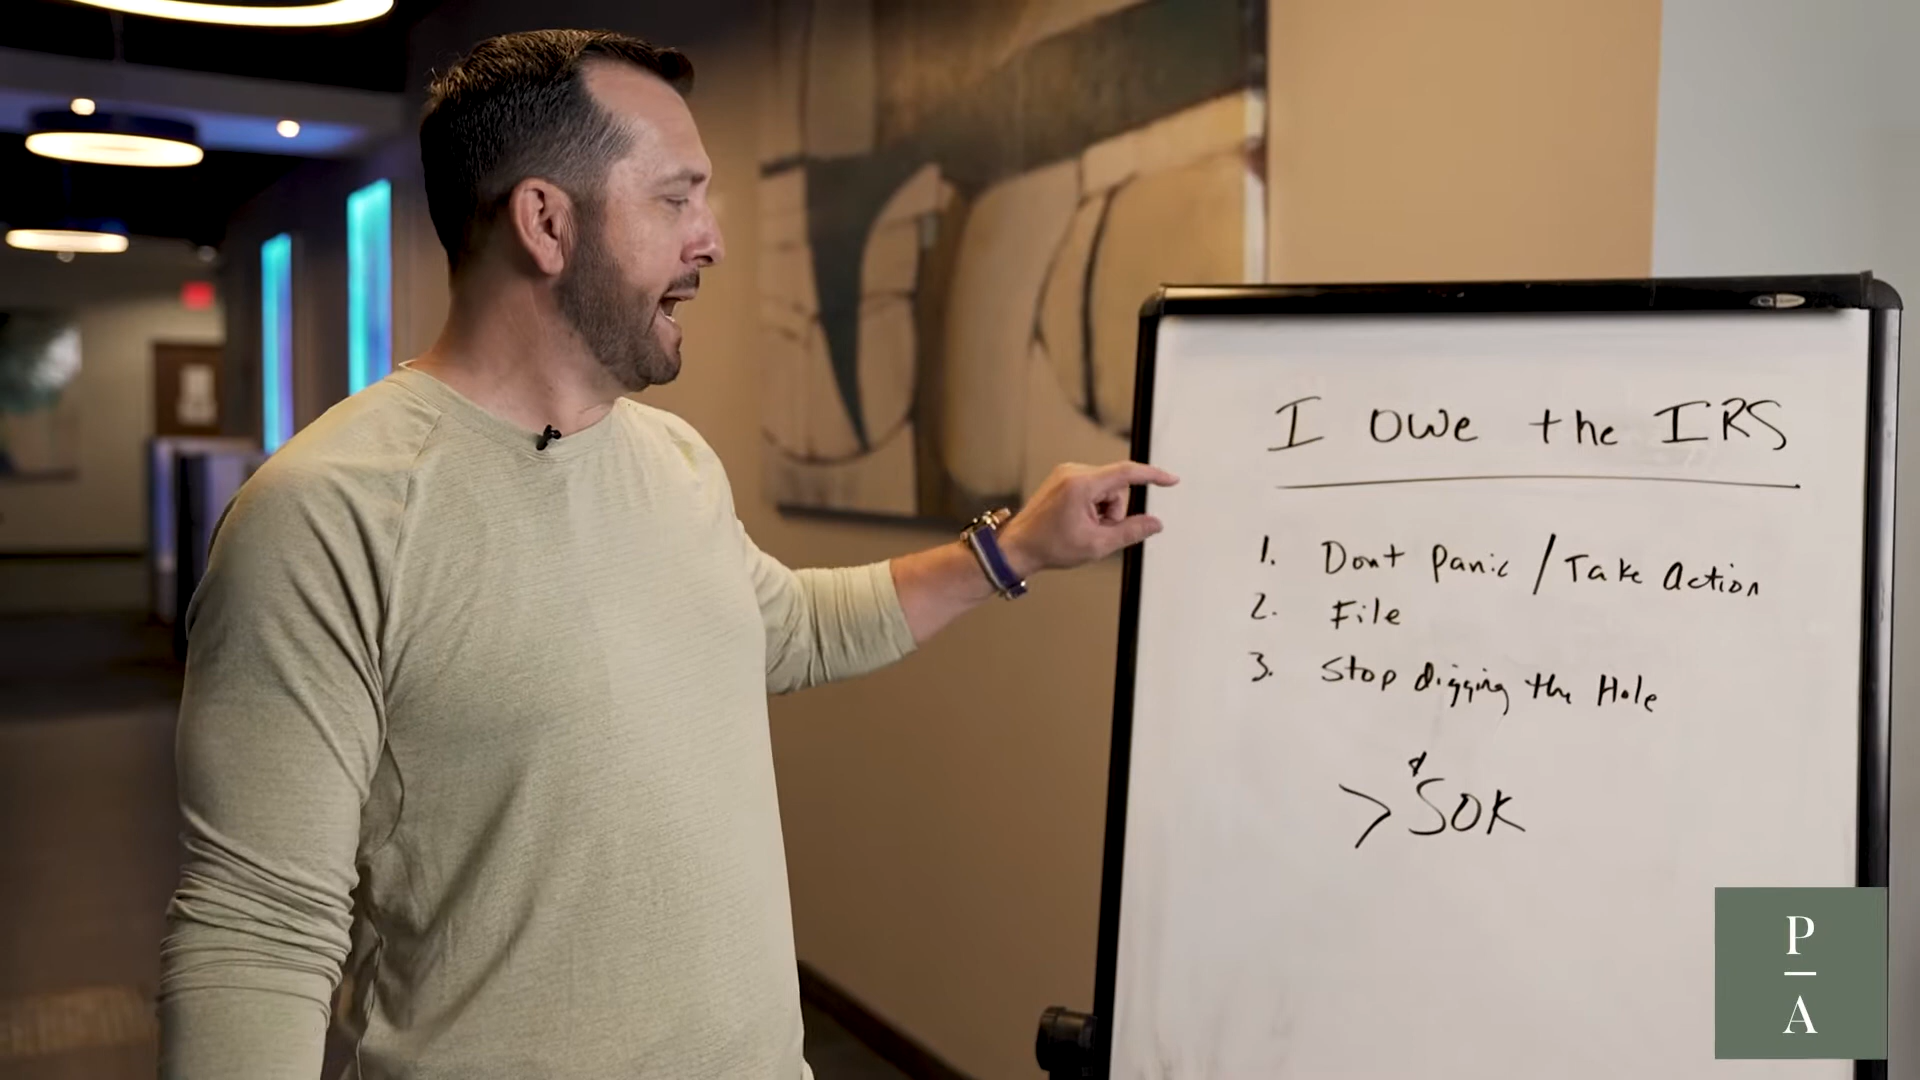 I owe the IRS
1. Dont panic / Take Action
2. File
3. Stop digging the Hole
> $50K
P
A